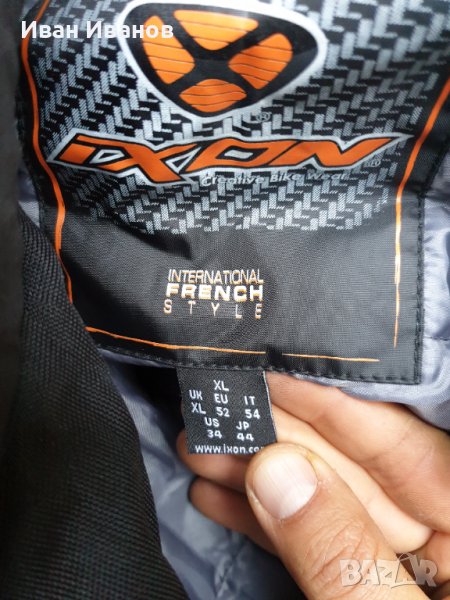 Иван Иванов
IXON
Creative Bike Wear
INTERNATIONAL
FRENCH
STYLE
XL
UK EU IT
XL 52 54
US JP
34 44
www.ixon.com
BAZAR